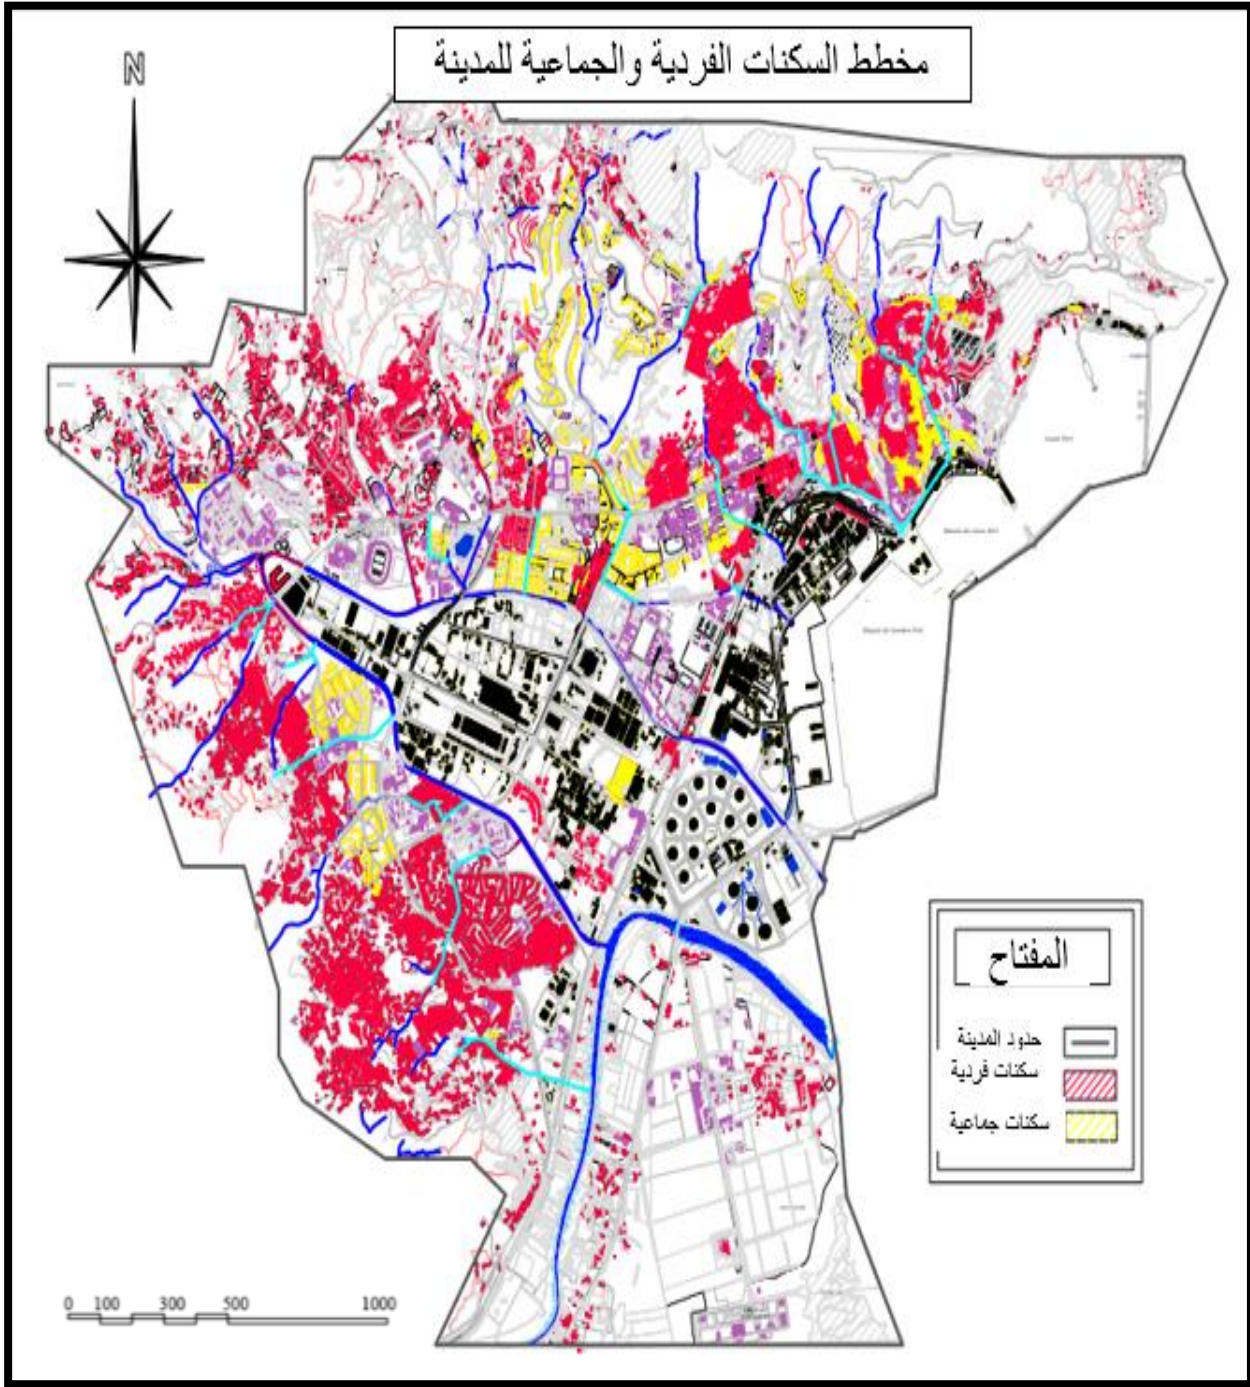 مخطط السكنات الفردية والجماعية للمدينة
N
المفتاح
حدود المدينة
سكنات فردية
سكنات جماعية
0 100 300 500 1000